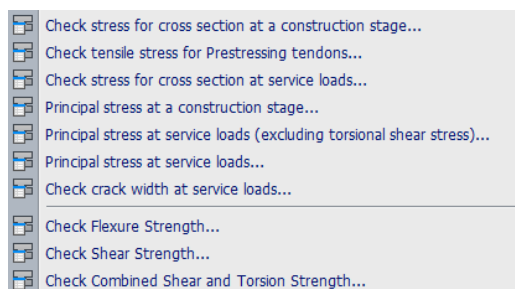 Check stress for cross section at a construction stage...
Check tensile stress for Prestressing tendons...
Check stress for cross section at service loads...
Principal stress at a construction stage...
Principal stress at service loads (excluding torsional shear stress)...
Principal stress at service loads...
Check crack width at service loads...
Check Flexure Strength...
Check Shear Strength...
Check Combined Shear and Torsion Strength...